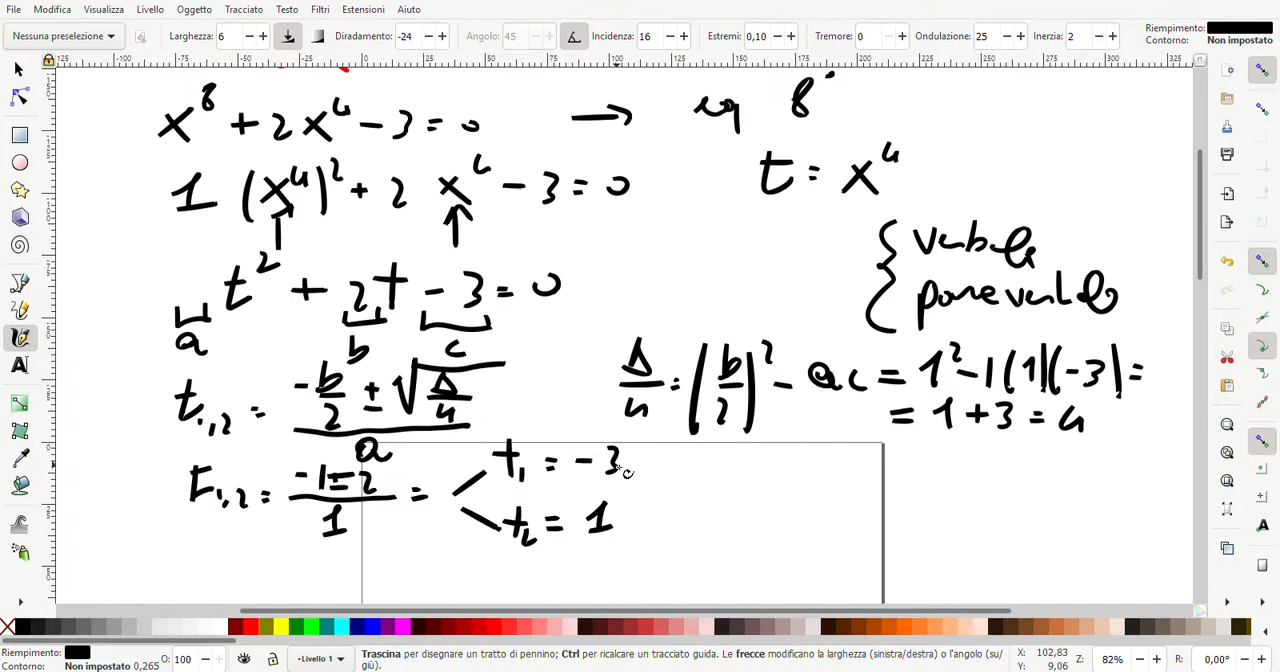 File Modifica Visualizza Livello Oggetto Tracciato Testo Filtri Estensioni Aiuto
Nessuna preselezione Larghezza: 6 Diradamento: -24 Angolo: 45 Incidenza: 16 Estremi: 0,10 Tremore: 0 Ondulazione: 25 Inerzia: 2 Riempimento: Contorno: Non impostato
x⁸ + 2x⁴ - 3 = 0 → eq 8°
t = x⁴
1 (x⁴)² + 2 x⁴ - 3 = 0
verbale
t² + 2t - 3 = 0
a b c
t₁,₂ = (-b/2 ± √(Δ/4)) / a
Δ/4 = (b/2)² - ac = 1² - 1(1)(-3) =
= 1 + 3 = 4
t₁,₂ = (-1 ± 2) / 1 =
t₁ = -3
t₂ = 1
Riempimento: Contorno: Non impostato 0,265 O: 100 -Livello 1 Trascina per disegnare un tratto di pennino; Ctrl per ricalcare un tracciato guida. Le frecce modificano la larghezza (sinistra/destra) o l'angolo (su/giù). X: 102,83 Y: 9,06 82% R: 0,00°